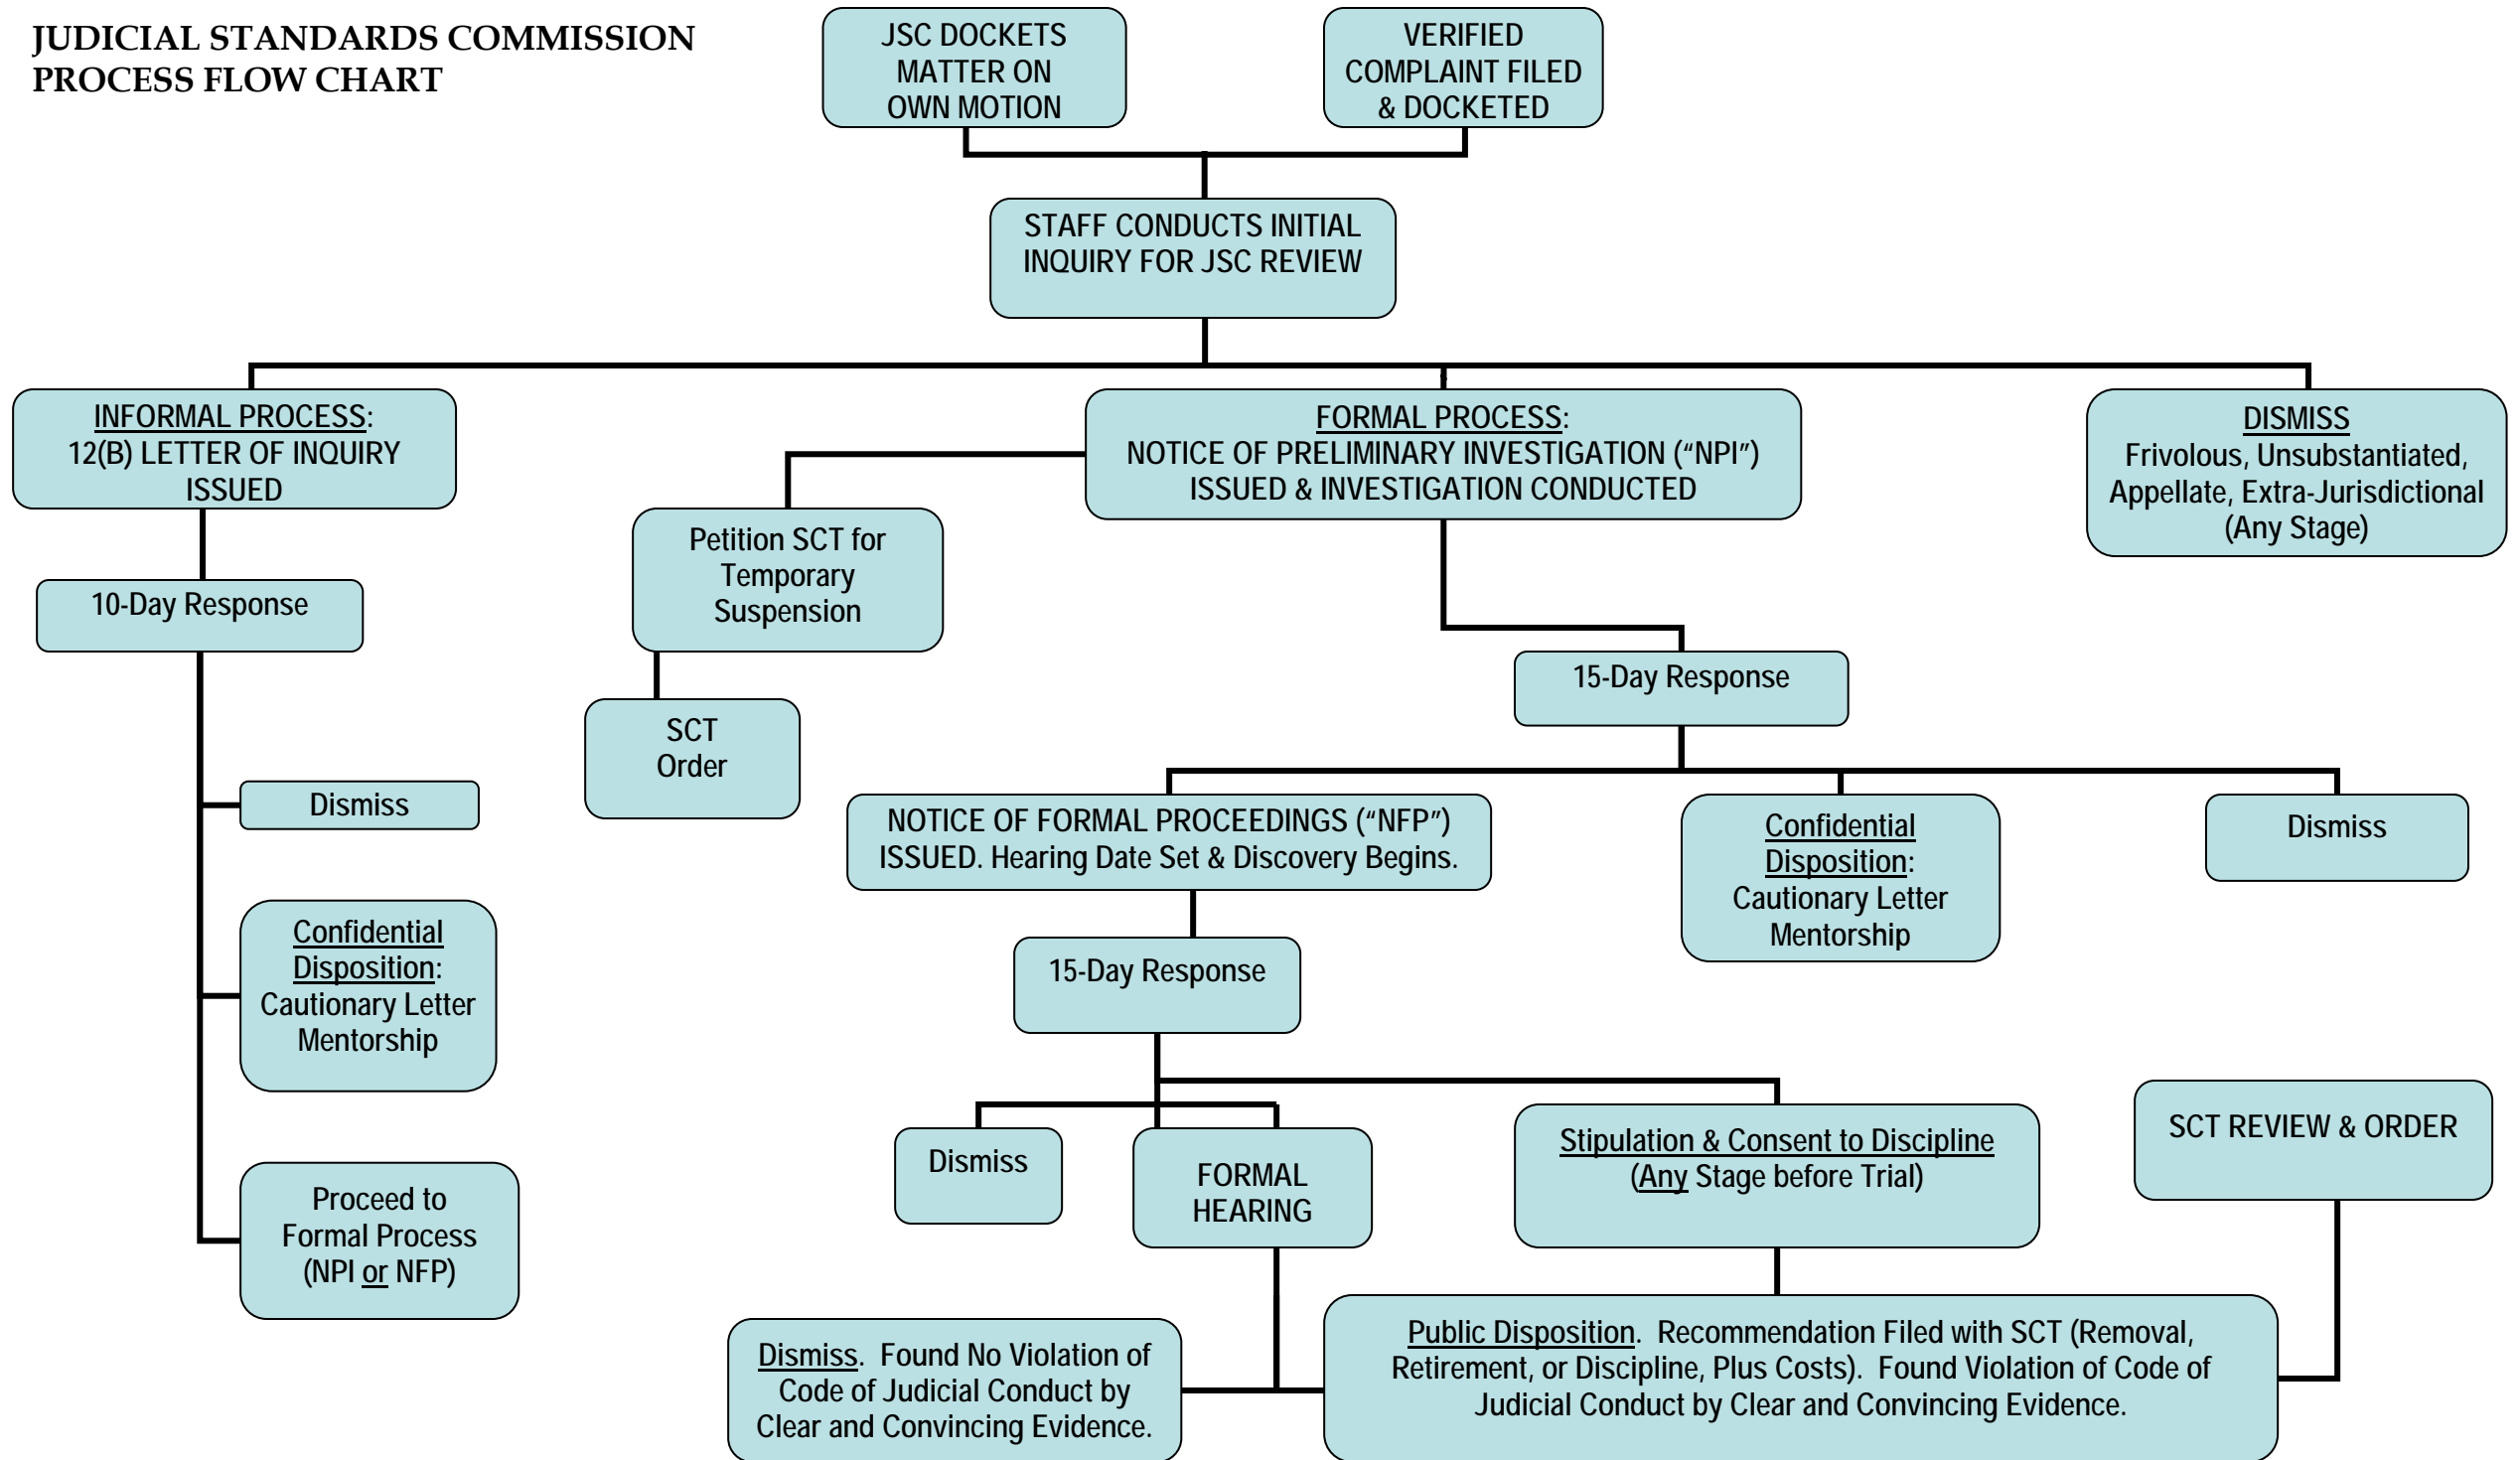 JUDICIAL STANDARDS COMMISSION
PROCESS FLOW CHART
JSC DOCKETS
MATTER ON
OWN MOTION
VERIFIED
COMPLAINT FILED
& DOCKETED
STAFF CONDUCTS INITIAL
INQUIRY FOR JSC REVIEW
INFORMAL PROCESS:
12(B) LETTER OF INQUIRY
ISSUED
FORMAL PROCESS:
NOTICE OF PRELIMINARY INVESTIGATION (“NPI”)
ISSUED & INVESTIGATION CONDUCTED
DISMISS
Frivolous, Unsubstantiated,
Appellate, Extra-Jurisdictional
(Any Stage)
Petition SCT for
Temporary
Suspension
10-Day Response
15-Day Response
SCT
Order
Dismiss
NOTICE OF FORMAL PROCEEDINGS (“NFP”)
ISSUED. Hearing Date Set & Discovery Begins.
Confidential
Disposition:
Cautionary Letter
Mentorship
Dismiss
Confidential
Disposition:
Cautionary Letter
Mentorship
15-Day Response
Dismiss
FORMAL
HEARING
Stipulation & Consent to Discipline
(Any Stage before Trial)
SCT REVIEW & ORDER
Proceed to
Formal Process
(NPI or NFP)
Dismiss. Found No Violation of
Code of Judicial Conduct by
Clear and Convincing Evidence.
Public Disposition. Recommendation Filed with SCT (Removal,
Retirement, or Discipline, Plus Costs). Found Violation of Code of
Judicial Conduct by Clear and Convincing Evidence.